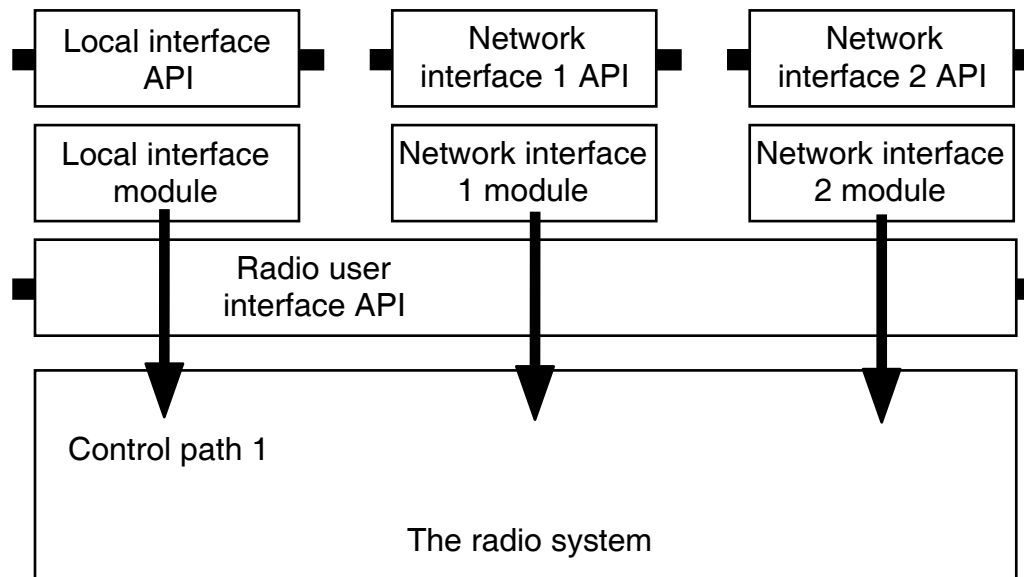 Local interface
API
Network
interface 1 API
Network
interface 2 API
Local interface
module
Network interface
1 module
Network interface
2 module
Radio user
interface API
Control path 1
The radio system